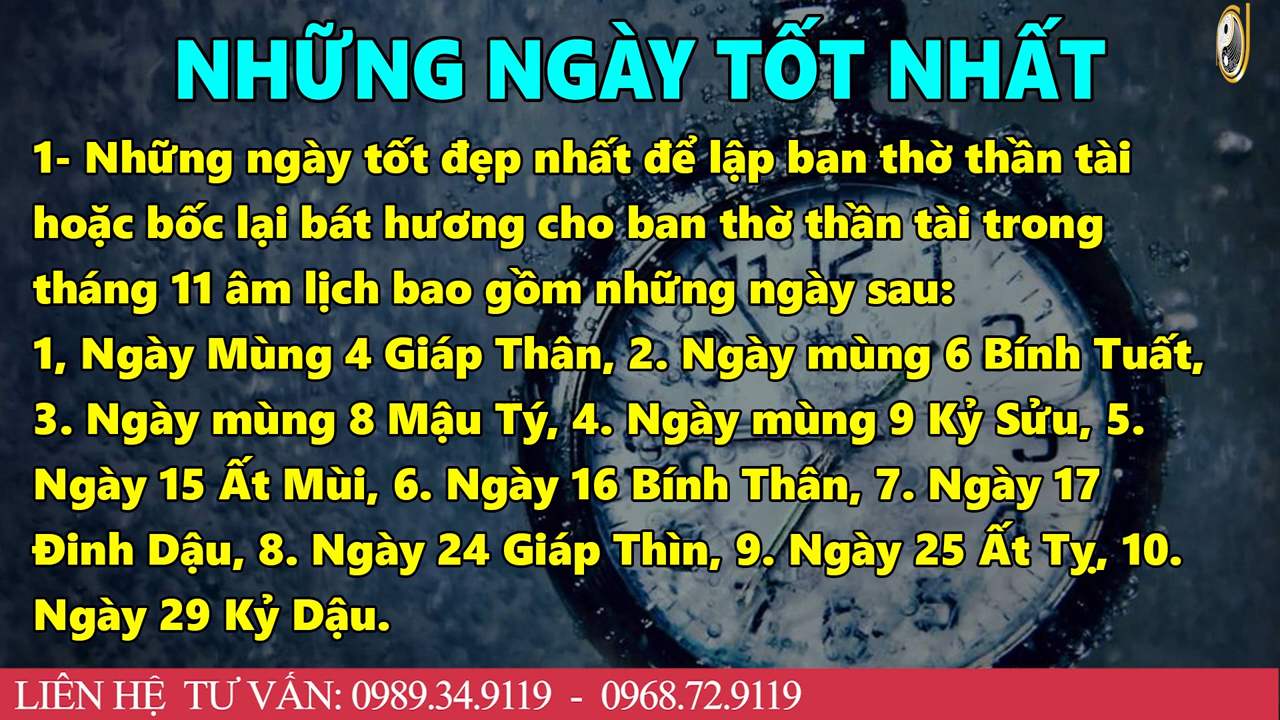 NHỮNG NGÀY TỐT NHẤT
1- Những ngày tốt đẹp nhất để lập ban thờ thần tài
hoặc bốc lại bát hương cho ban thờ thần tài trong
tháng 11 âm lịch bao gồm những ngày sau:
1, Ngày Mùng 4 Giáp Thân, 2. Ngày mùng 6 Bính Tuất,
3. Ngày mùng 8 Mậu Tý, 4. Ngày mùng 9 Kỷ Sửu, 5.
Ngày 15 Ất Mùi, 6. Ngày 16 Bính Thân, 7. Ngày 17
Đinh Dậu, 8. Ngày 24 Giáp Thìn, 9. Ngày 25 Ất Tỵ, 10.
Ngày 29 Kỷ Dậu.
LIÊN HỆ TƯ VẤN: 0989.34.9119 - 0968.72.9119